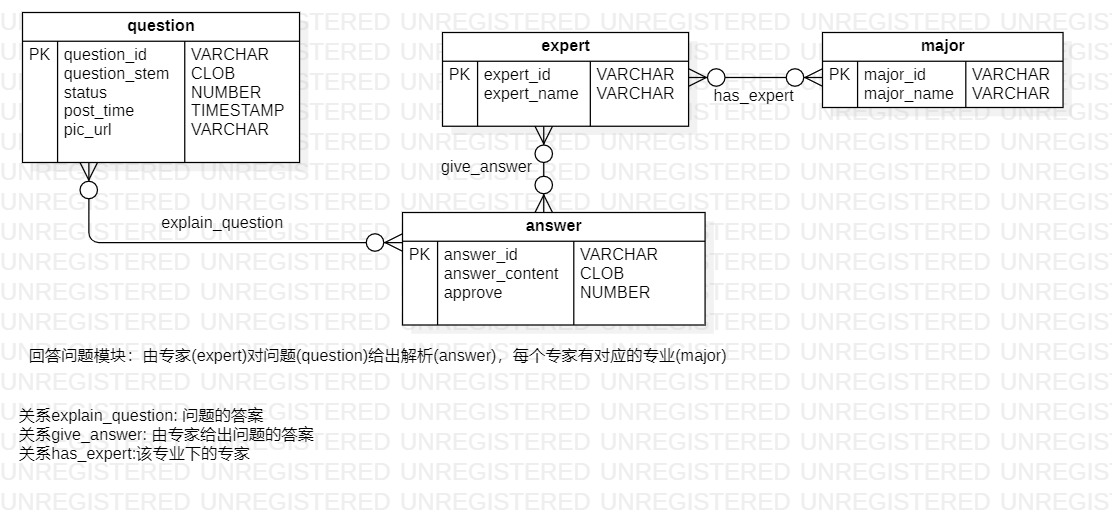 question
PK question_id VARCHAR
question_stem CLOB
status NUMBER
post_time TIMESTAMP
pic_url VARCHAR
expert
PK expert_id VARCHAR
expert_name VARCHAR
major
PK major_id VARCHAR
major_name VARCHAR
has_expert
give_answer
explain_question
answer
PK answer_id VARCHAR
answer_content CLOB
approve NUMBER
回答问题模块：由专家(expert)对问题(question)给出解析(answer)，每个专家有对应的专业(major)
关系explain_question: 问题的答案
关系give_answer: 由专家给出问题的答案
关系has_expert:该专业下的专家
UNREGISTERED